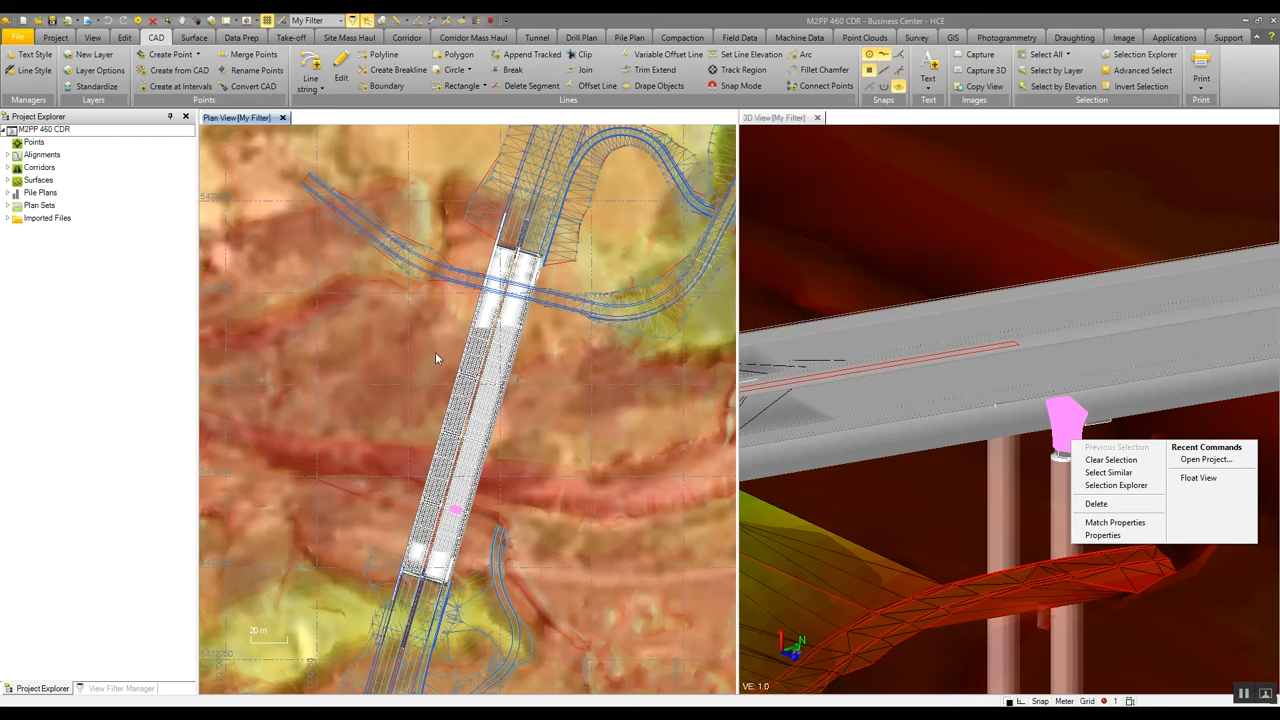 My Filter
M2PP 460 CDR - Business Center - HCE
File Project View Edit CAD Surface Data Prep Take-off Site Mass Haul Corridor Corridor Mass Haul Tunnel Drill Plan Pile Plan Compaction Field Data Machine Data Point Clouds Survey GIS Photogrammetry Draughting Image Applications Support
Text Style New Layer Create Point Merge Points Polyline Polygon Append Tracked Clip Variable Offset Line Set Line Elevation Arc Capture Select All Selection Explorer
Line Style Layer Options Create from CAD Rename Points Create Breakline Circle Break Join Trim Extend Track Region Fillet Chamfer Capture 3D Select by Layer Advanced Select
Line string Edit Text Print
Standardize Create at Intervals Convert CAD Boundary Rectangle Delete Segment Offset Line Drape Objects Snap Mode Connect Points Copy View Select by Elevation Invert Selection
Managers Layers Points Lines Snaps Text Images Selection Print
Project Explorer
Plan View [My Filter]
3D View [My Filter]
M2PP 460 CDR
Points
Alignments
Corridors
Surfaces
Pile Plans
Plan Sets
Imported Files
Previous Selection
Clear Selection
Select Similar
Selection Explorer
Delete
Match Properties
Properties
Recent Commands
Open Project...
Float View
20 m
5472750
N
VE: 1.0
Project Explorer View Filter Manager
Snap Meter Grid 1